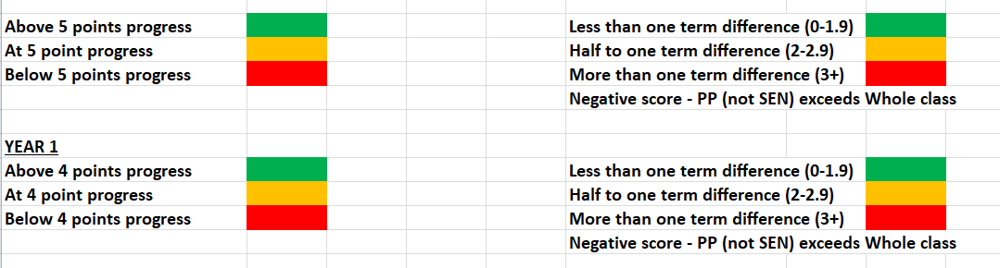 Above 5 points progress Less than one term difference (0-1.9)
At 5 point progress Half to one term difference (2-2.9)
Below 5 points progress More than one term difference (3+)
Negative score - PP (not SEN) exceeds Whole class
YEAR 1
Above 4 points progress Less than one term difference (0-1.9)
At 4 point progress Half to one term difference (2-2.9)
Below 4 points progress More than one term difference (3+)
Negative score - PP (not SEN) exceeds Whole class